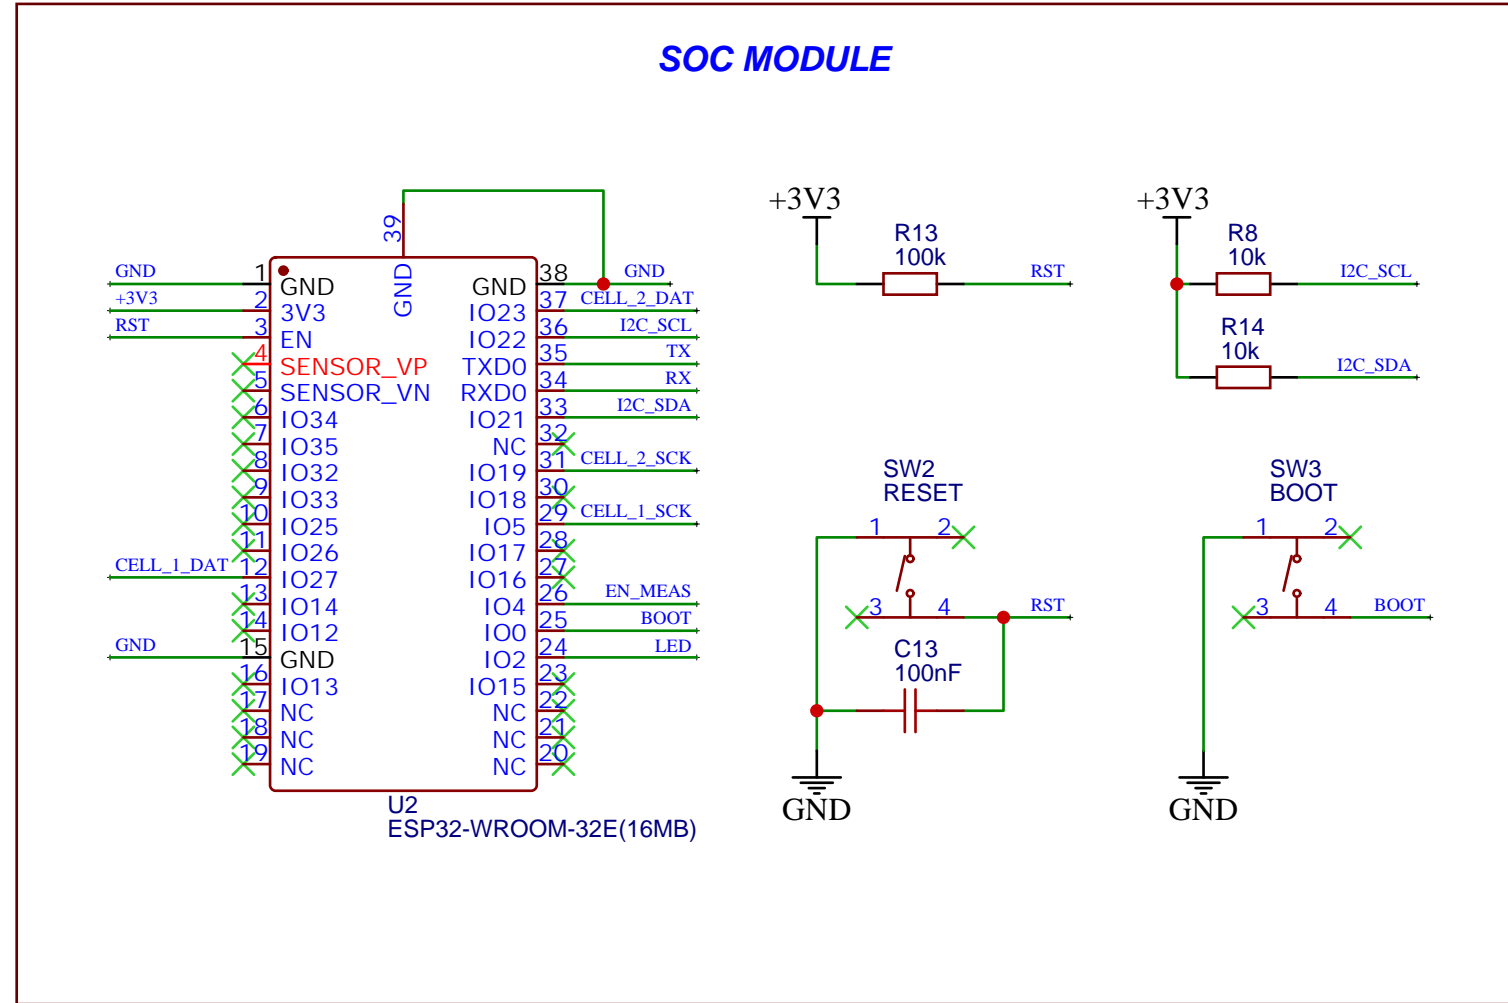 SOC MODULE
39
GND
GND 1 GND
+3V3 2 3V3
RST 3 EN
4 SENSOR_VP
5 SENSOR_VN
6 IO34
7 IO35
8 IO32
9 IO33
10 IO25
11 IO26
CELL_1_DAT 12 IO27
13 IO14
14 IO12
GND 15 GND
16 IO13
17 NC
18 NC
19 NC
GND 38 GND
IO23 37 CELL_2_DAT
IO22 36 I2C_SCL
TXD0 35 TX
RXD0 34 RX
IO21 33 I2C_SDA
NC 32
IO19 31 CELL_2_SCK
IO18 30
IO5 29 CELL_1_SCK
IO17 28
IO16 27
IO4 26 EN_MEAS
IO0 25 BOOT
IO2 24 LED
IO15 23
NC 22
NC 21
NC 20
U2
ESP32-WROOM-32E(16MB)
+3V3
R13
100k
RST
+3V3
R8
10k
I2C_SCL
R14
10k
I2C_SDA
SW2
RESET
1 2
3 4 RST
C13
100nF
GND
SW3
BOOT
1 2
3 4 BOOT
GND